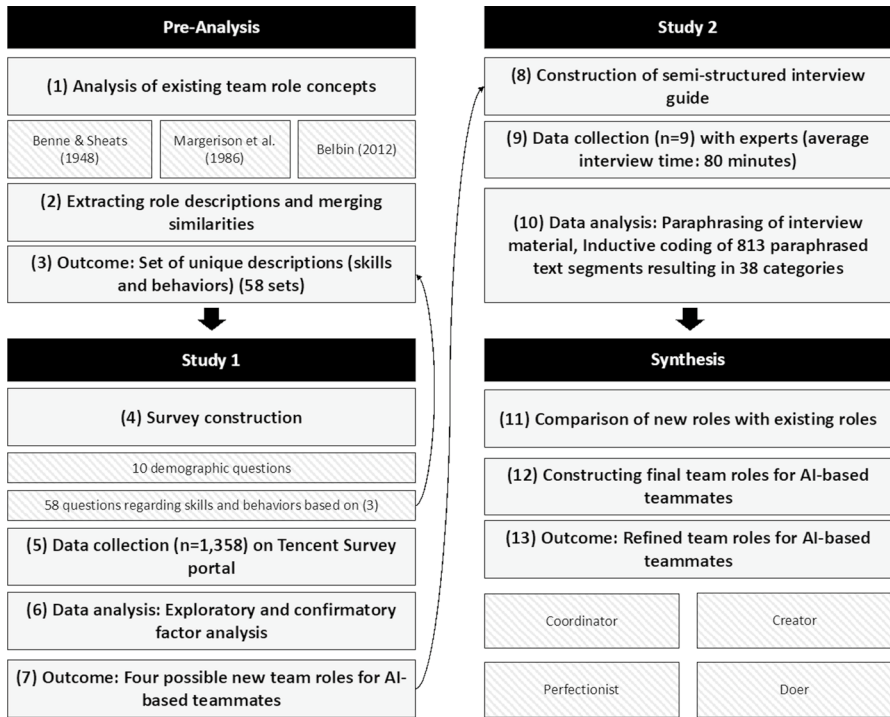 Pre-Analysis
(1) Analysis of existing team role concepts
Benne & Sheats
(1948)
Margerison et al.
(1986)
Belbin (2012)
(2) Extracting role descriptions and merging
similarities
(3) Outcome: Set of unique descriptions (skills
and behaviors) (58 sets)
Study 1
(4) Survey construction
10 demographic questions
58 questions regarding skills and behaviors based on (3)
(5) Data collection (n=1,358) on Tencent Survey
portal
(6) Data analysis: Exploratory and confirmatory
factor analysis
(7) Outcome: Four possible new team roles for AI-
based teammates
Study 2
(8) Construction of semi-structured interview
guide
(9) Data collection (n=9) with experts (average
interview time: 80 minutes)
(10) Data analysis: Paraphrasing of interview
material, Inductive coding of 813 paraphrased
text segments resulting in 38 categories
Synthesis
(11) Comparison of new roles with existing roles
(12) Constructing final team roles for AI-based
teammates
(13) Outcome: Refined team roles for AI-based
teammates
Coordinator
Creator
Perfectionist
Doer